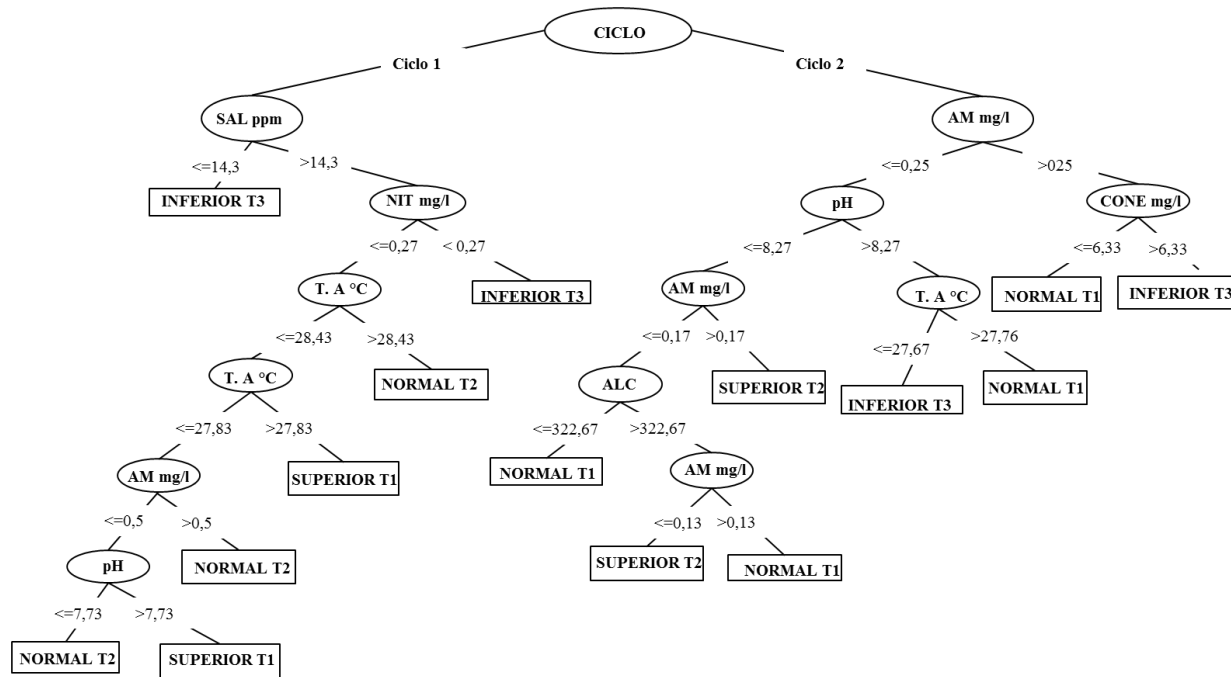 CICLO
Ciclo 1
Ciclo 2
SAL ppm
AM mg/l
<=14,3
>14,3
<=0,25
>025
INFERIOR T3
NIT mg/l
pH
CONE mg/l
<=0,27
< 0,27
<=8,27
>8,27
<=6,33
>6,33
T. A °C
INFERIOR T3
AM mg/l
T. A °C
NORMAL T1
INFERIOR T3
<=28,43
>28,43
<=0,17
>0,17
<=27,67
>27,76
T. A °C
NORMAL T2
ALC
SUPERIOR T2
INFERIOR T3
NORMAL T1
<=27,83
>27,83
<=322,67
>322,67
AM mg/l
SUPERIOR T1
NORMAL T1
AM mg/l
<=0,5
>0,5
<=0,13
>0,13
pH
NORMAL T2
SUPERIOR T2
NORMAL T1
<=7,73
>7,73
NORMAL T2
SUPERIOR T1